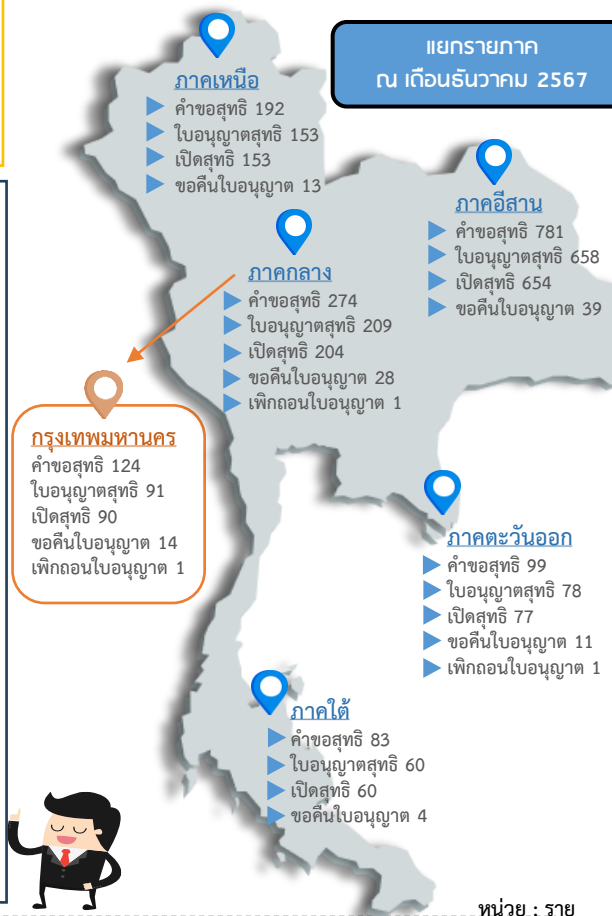 แยกรายภาค
ณ เดือนธันวาคม 2567
ภาคเหนือ
คำขอสุทธิ 192
ใบอนุญาตสุทธิ 153
เปิดสุทธิ 153
ขอคืนใบอนุญาต 13
ภาคอีสาน
คำขอสุทธิ 781
ใบอนุญาตสุทธิ 658
เปิดสุทธิ 654
ขอคืนใบอนุญาต 39
ภาคกลาง
คำขอสุทธิ 274
ใบอนุญาตสุทธิ 209
เปิดสุทธิ 204
ขอคืนใบอนุญาต 28
เพิกถอนใบอนุญาต 1
กรุงเทพมหานคร
คำขอสุทธิ 124
ใบอนุญาตสุทธิ 91
เปิดสุทธิ 90
ขอคืนใบอนุญาต 14
เพิกถอนใบอนุญาต 1
ภาคตะวันออก
คำขอสุทธิ 99
ใบอนุญาตสุทธิ 78
เปิดสุทธิ 77
ขอคืนใบอนุญาต 11
เพิกถอนใบอนุญาต 1
ภาคใต้
คำขอสุทธิ 83
ใบอนุญาตสุทธิ 60
เปิดสุทธิ 60
ขอคืนใบอนุญาต 4
หน่วย : ราย